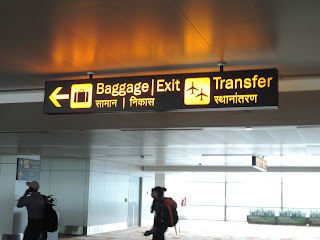 Baggage | Exit
सामान | निकास
Transfer
स्थानांतरण